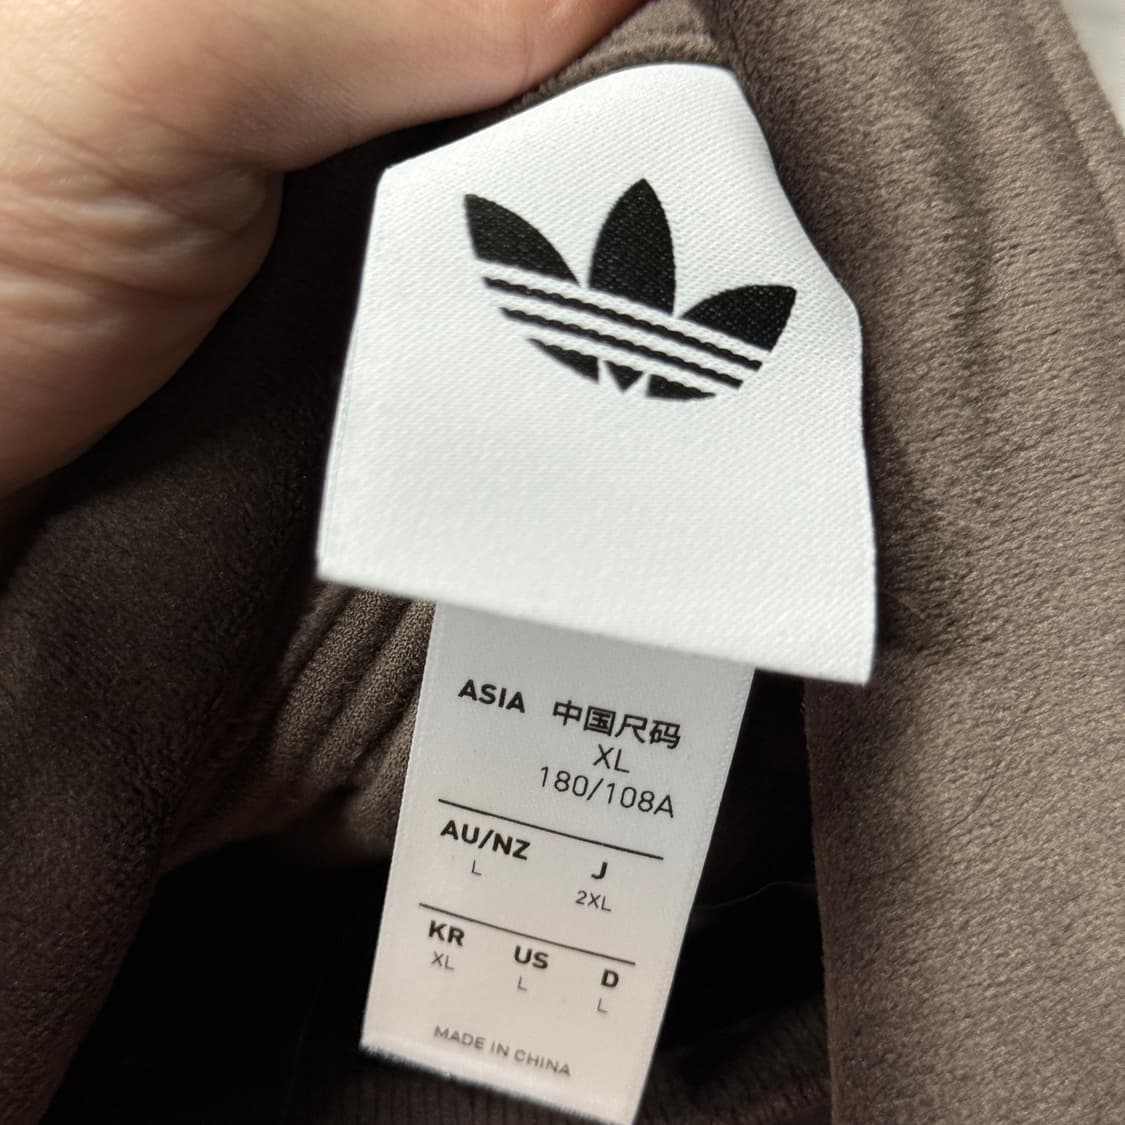 ASIA 中国尺码
XL
180/108A
AU/NZ J
L 2XL
KR US D
XL L L
MADE IN CHINA